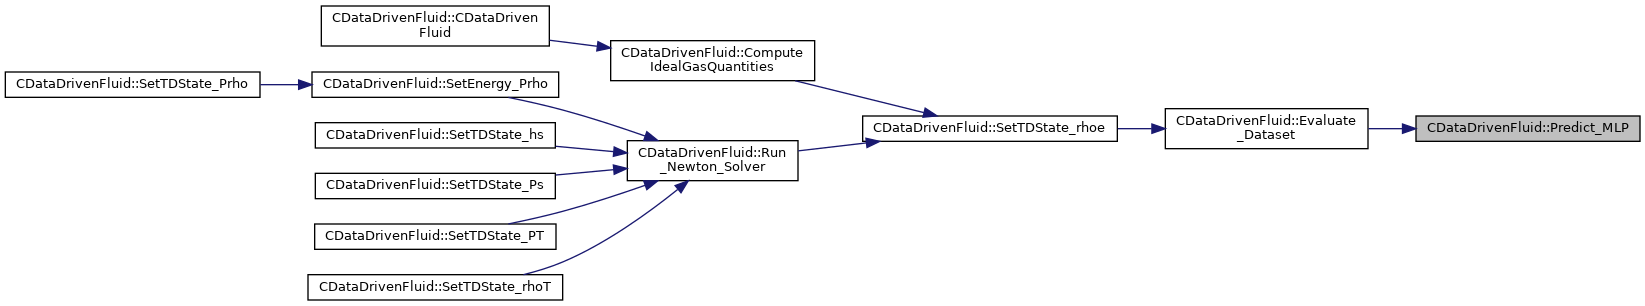 CDataDrivenFluid::CDataDriven
Fluid
CDataDrivenFluid::Compute
IdealGasQuantities
CDataDrivenFluid::SetTDState_Prho
CDataDrivenFluid::SetEnergy_Prho
CDataDrivenFluid::SetTDState_hs
CDataDrivenFluid::SetTDState_Ps
CDataDrivenFluid::SetTDState_PT
CDataDrivenFluid::SetTDState_rhoT
CDataDrivenFluid::Run
_Newton_Solver
CDataDrivenFluid::SetTDState_rhoe
CDataDrivenFluid::Evaluate
_Dataset
CDataDrivenFluid::Predict_MLP